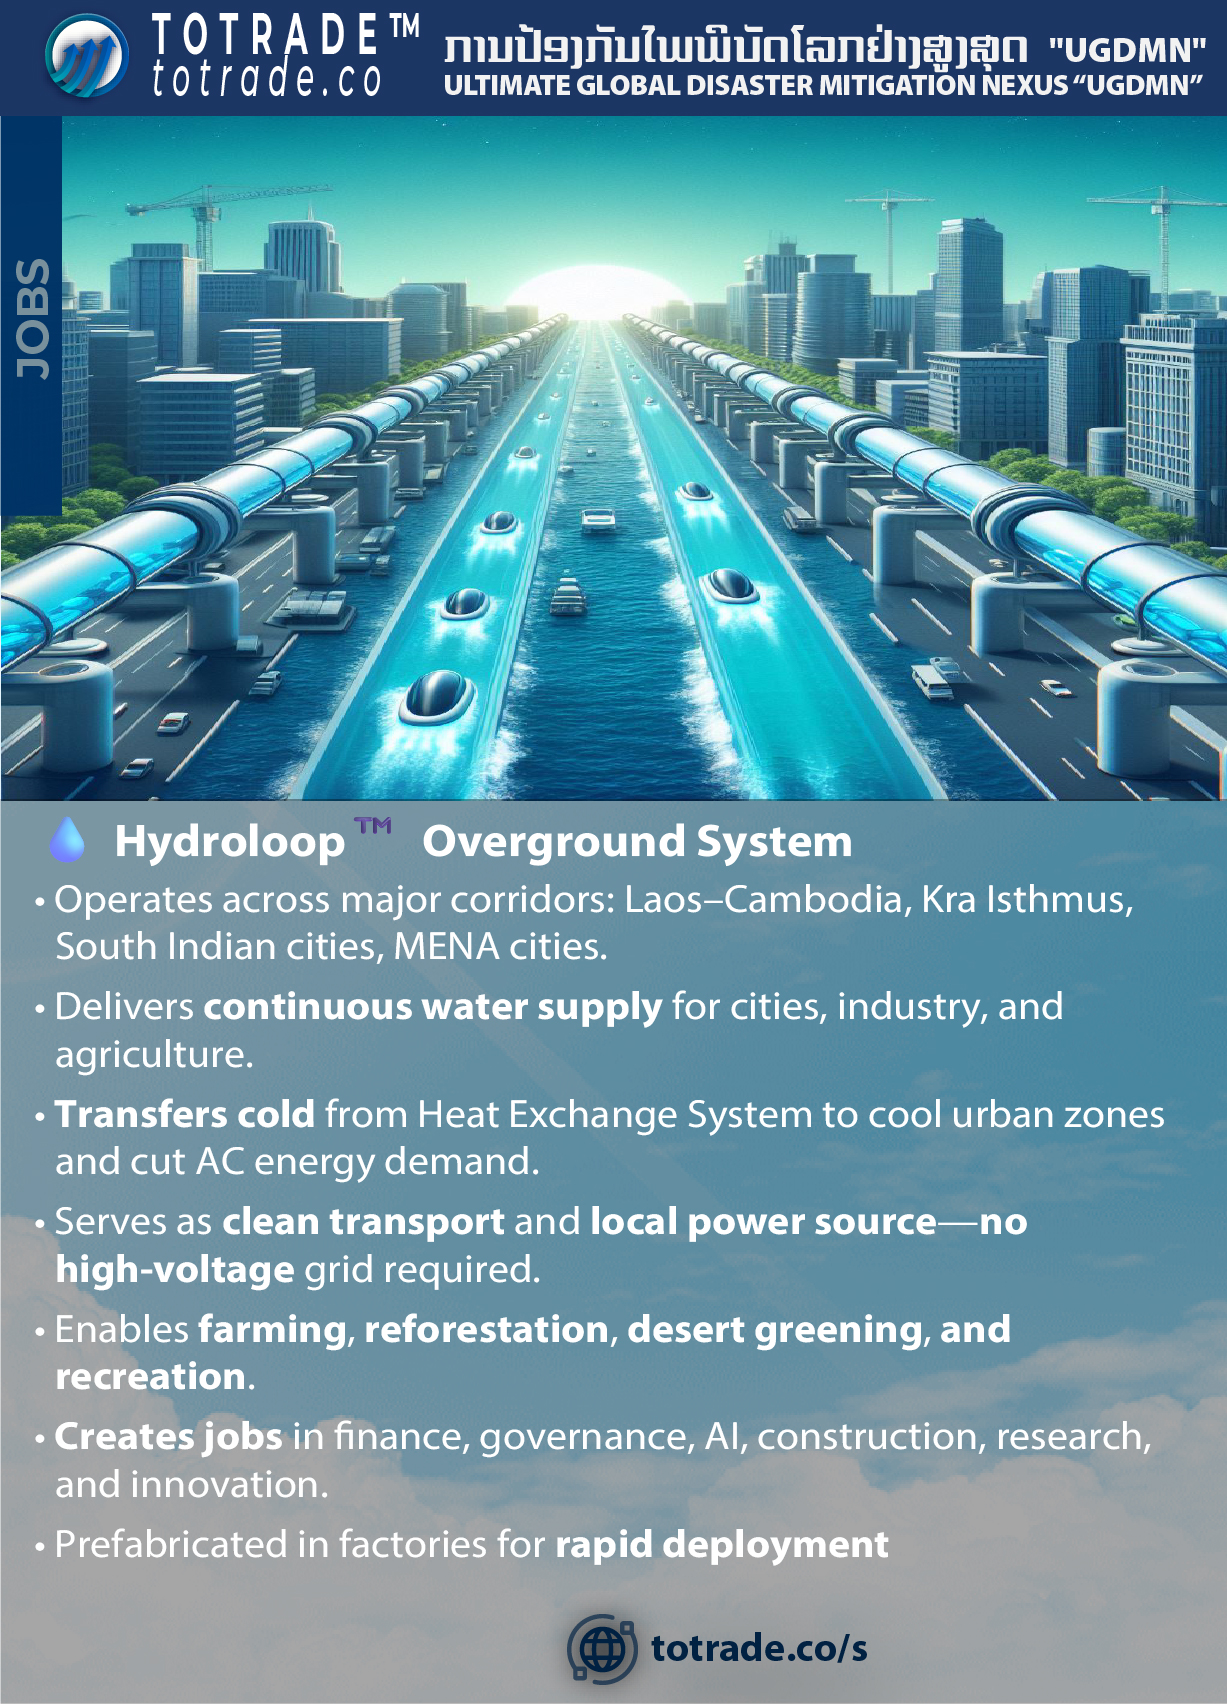 TOTRADE™
totrade.co
ການປ້ອງກັນໄພພິບັດໂລກຢ່າງສູງສຸດ "UGDMN"
ULTIMATE GLOBAL DISASTER MITIGATION NEXUS “UGDMN”
JOBS
💧 Hydroloop™ Overground System
• Operates across major corridors: Laos–Cambodia, Kra Isthmus,
South Indian cities, MENA cities.
• Delivers continuous water supply for cities, industry, and
agriculture.
• Transfers cold from Heat Exchange System to cool urban zones
and cut AC energy demand.
• Serves as clean transport and local power source—no
high-voltage grid required.
• Enables farming, reforestation, desert greening, and
recreation.
• Creates jobs in finance, governance, AI, construction, research,
and innovation.
• Prefabricated in factories for rapid deployment
totrade.co/s